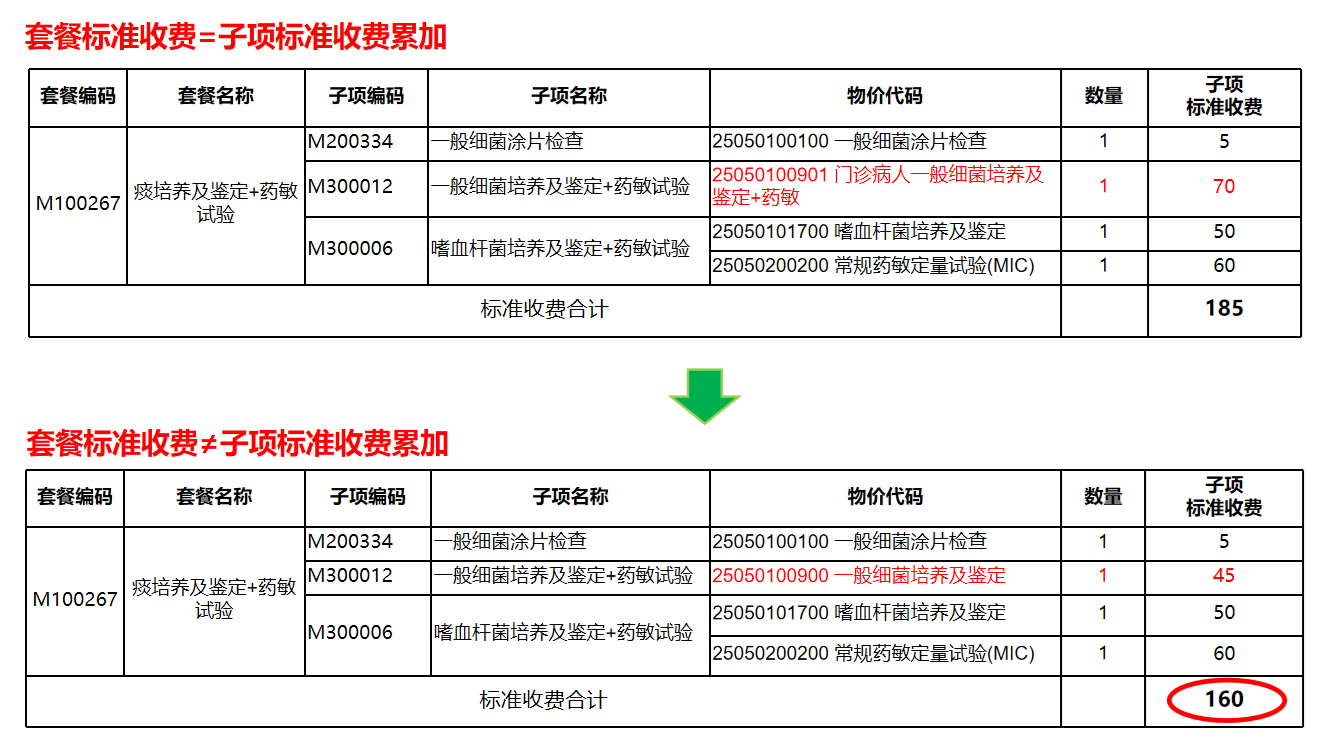 套餐标准收费=子项标准收费累加
套餐编码 套餐名称 子项编码 子项名称 物价代码 数量 子项
标准收费
M200334 一般细菌涂片检查 25050100100 一般细菌涂片检查 1 5
M100267 痰培养及鉴定+药敏
试验
M300012 一般细菌培养及鉴定+药敏试验 25050100901 门诊病人一般细菌培养及
鉴定+药敏 1 70
M300006 嗜血杆菌培养及鉴定+药敏试验 25050101700 嗜血杆菌培养及鉴定 1 50
25050200200 常规药敏定量试验(MIC) 1 60
标准收费合计 185
套餐标准收费≠子项标准收费累加
套餐编码 套餐名称 子项编码 子项名称 物价代码 数量 子项
标准收费
M200334 一般细菌涂片检查 25050100100 一般细菌涂片检查 1 5
M100267 痰培养及鉴定+药敏
试验
M300012 一般细菌培养及鉴定+药敏试验 25050100900 一般细菌培养及鉴定 1 45
M300006 嗜血杆菌培养及鉴定+药敏试验 25050101700 嗜血杆菌培养及鉴定 1 50
25050200200 常规药敏定量试验(MIC) 1 60
标准收费合计 160